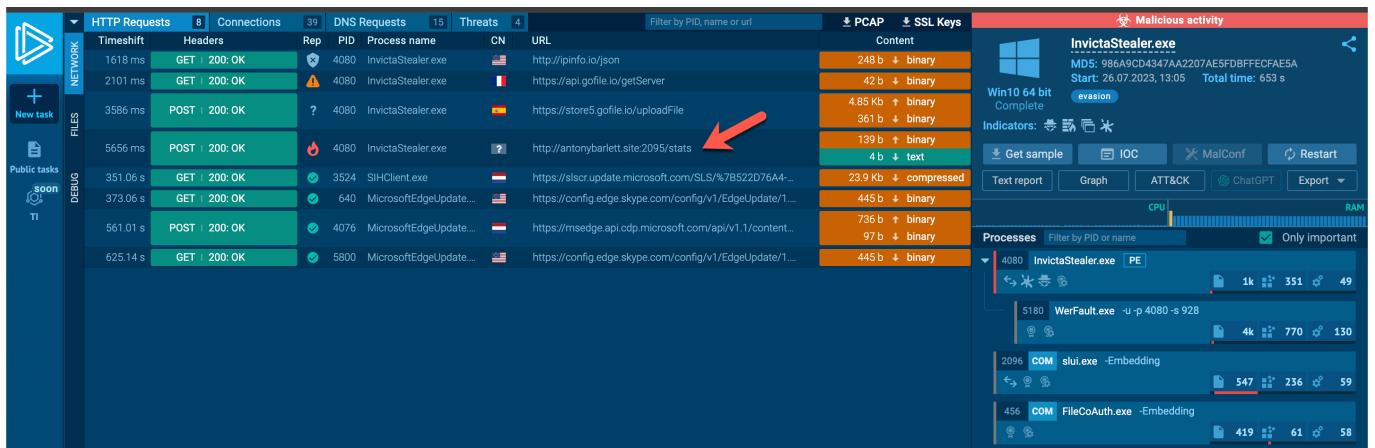 HTTP Requests 8 Connections 39 DNS Requests 15 Threats 4 Filter by PID, name or url PCAP SSL Keys
Timeshift Headers Rep PID Process name CN URL Content
1618 ms GET | 200: OK 4080 InvictaStealer.exe http://ipinfo.io/json 248 b binary
2101 ms GET | 200: OK 4080 InvictaStealer.exe https://api.gofile.io/getServer 42 b binary
3586 ms POST | 200: OK ? 4080 InvictaStealer.exe https://store5.gofile.io/uploadFile 4.85 Kb binary
361 b binary
5656 ms POST | 200: OK 4080 InvictaStealer.exe ? http://antonybarlett.site:2095/stats 139 b binary
4 b text
351.06 s GET | 200: OK 3524 SIHClient.exe https://slscr.update.microsoft.com/SLS/%7B522D76A4-... 23.9 Kb compressed
373.06 s GET | 200: OK 640 MicrosoftEdgeUpdate.... https://config.edge.skype.com/config/v1/EdgeUpdate/1.... 445 b binary
561.01 s POST | 200: OK 4076 MicrosoftEdgeUpdate.... https://msedge.api.cdp.microsoft.com/api/v1.1/content... 736 b binary
97 b binary
625.14 s GET | 200: OK 5800 MicrosoftEdgeUpdate.... https://config.edge.skype.com/config/v1/EdgeUpdate/1.... 445 b binary
New task
Public tasks
soon
TI
NETWORK
FILES
DEBUG
Malicious activity
InvictaStealer.exe
MD5: 986A9CD4347AA2207AE5FDBFFECFAE5A
Start: 26.07.2023, 13:05 Total time: 653 s
Win10 64 bit
Complete
evasion
Indicators:
Get sample IOC MalConf Restart
Text report Graph ATT&CK ChatGPT Export
CPU RAM
Processes Filter by PID or name Only important
4080 InvictaStealer.exe PE
1k 351 49
5180 WerFault.exe -u -p 4080 -s 928
4k 770 130
2096 COM slui.exe -Embedding
547 236 59
456 COM FileCoAuth.exe -Embedding
419 61 58